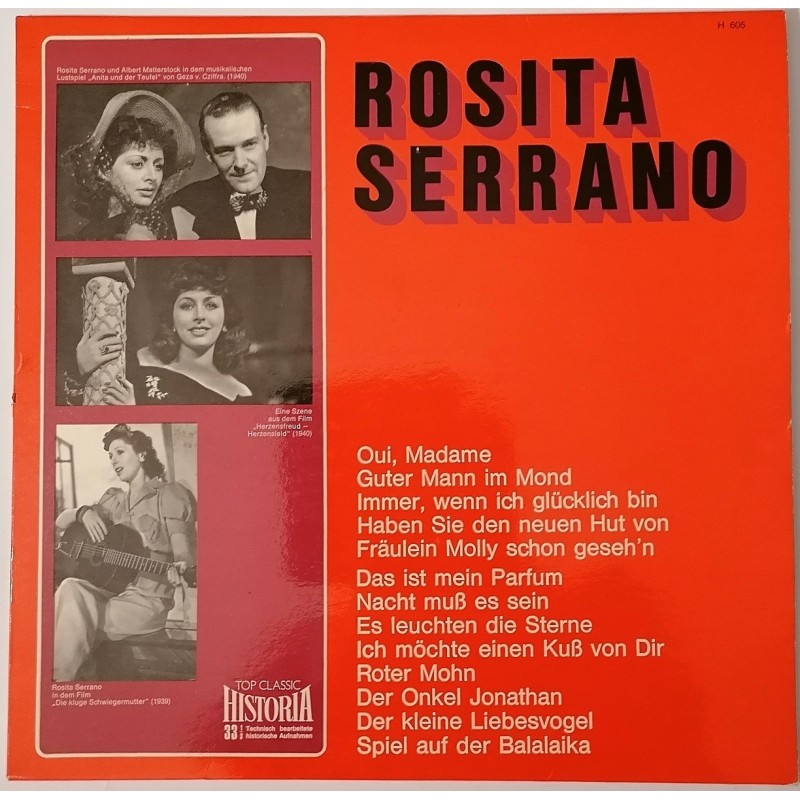 H 605
Rosita Serrano und Albert Matterstock in dem musikalischen
Lustspiel „Anita und der Teufel" von Geza v. Cziffra. (1940)
ROSITA
SERRANO
Eine Szene
aus dem Film
„Herzensfreud —
Herzensleid" (1940)
Rosita Serrano
in dem Film
„Die kluge Schwiegermutter" (1939)
TOP CLASSIC
HISTORIA
33 1/3 Technisch bearbeitete
historische Aufnahmen
Oui, Madame
Guter Mann im Mond
Immer, wenn ich glücklich bin
Haben Sie den neuen Hut von
Fräulein Molly schon geseh'n
Das ist mein Parfum
Nacht muß es sein
Es leuchten die Sterne
Ich möchte einen Kuß von Dir
Roter Mohn
Der Onkel Jonathan
Der kleine Liebesvogel
Spiel auf der Balalaika